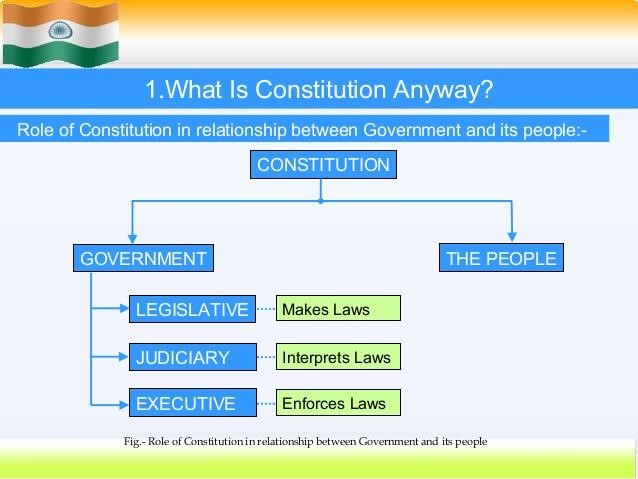 1.What Is Constitution Anyway?
Role of Constitution in relationship between Government and its people:-
CONSTITUTION
GOVERNMENT
THE PEOPLE
LEGISLATIVE
Makes Laws
JUDICIARY
Interprets Laws
EXECUTIVE
Enforces Laws
Fig.- Role of Constitution in relationship between Government and its people